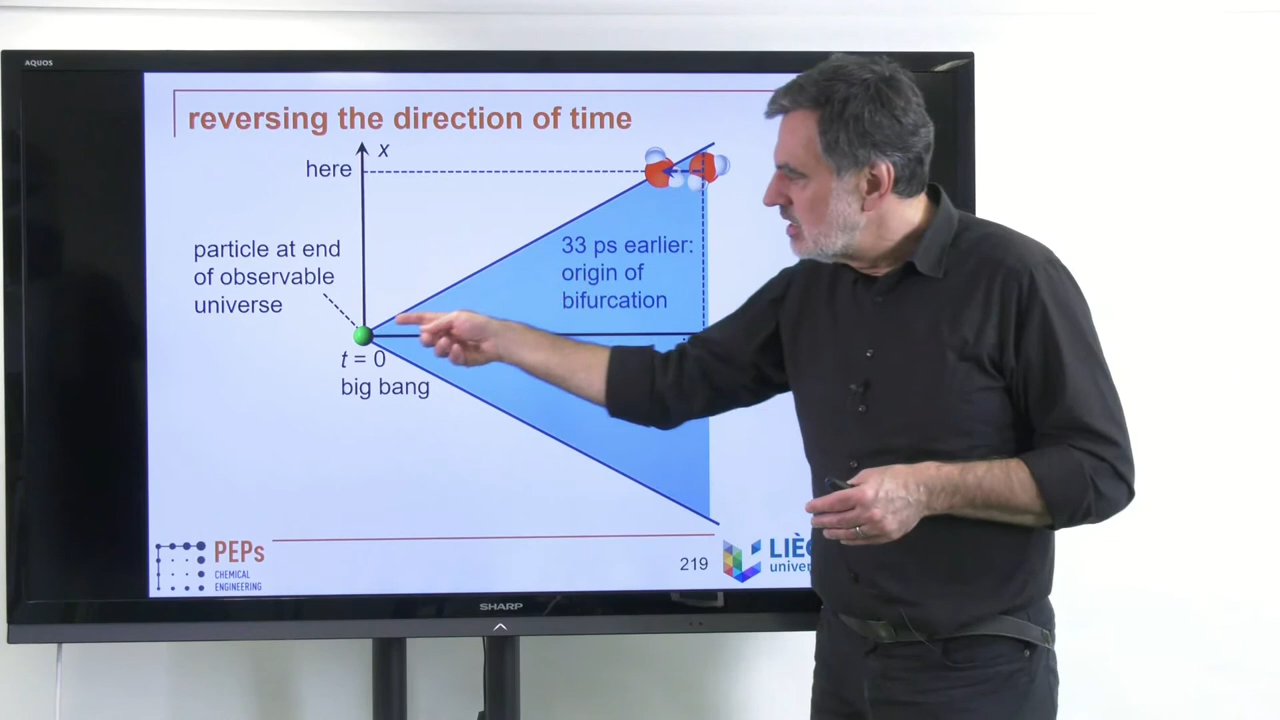 AQUOS
reversing the direction of time
x
here
particle at end
of observable
universe
33 ps earlier:
origin of
bifurcation
t = 0
big bang
PEPs
CHEMICAL
ENGINEERING
219
SHARP